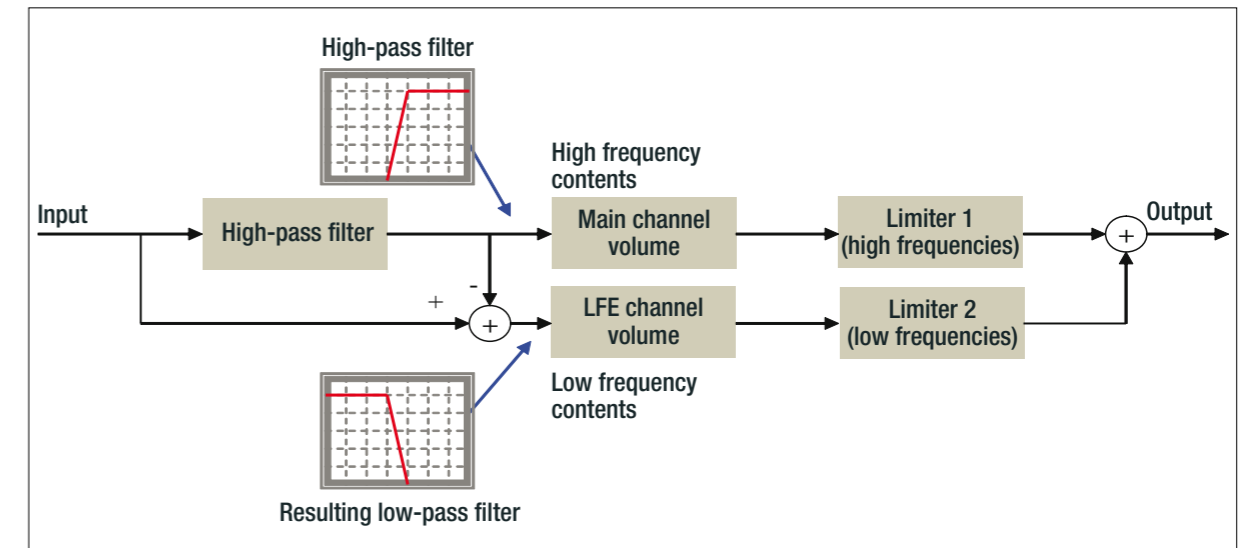 High-pass filter
High frequency
contents
Input
High-pass filter
Main channel
volume
Limiter 1
(high frequencies)
+
Output
-
+
+
LFE channel
volume
Limiter 2
(low frequencies)
Low frequency
contents
Resulting low-pass filter